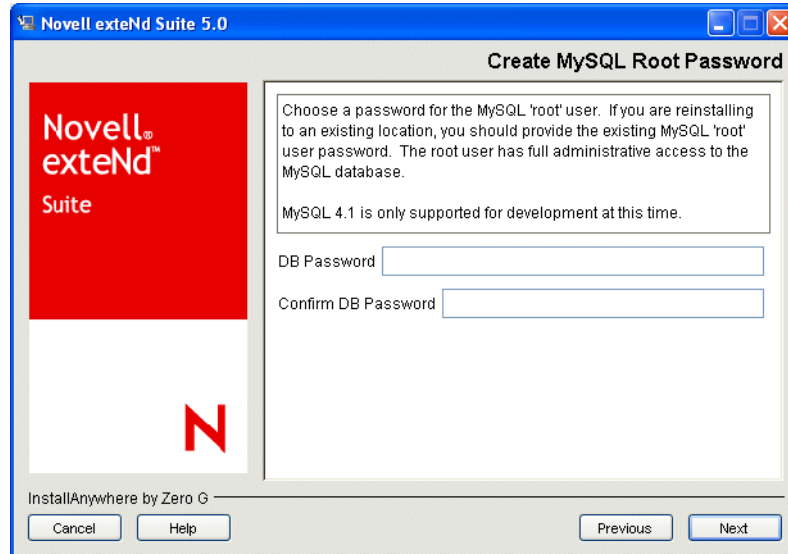 Novell exteNd Suite 5.0
Create MySQL Root Password
Novell®
exteNd™
Suite
Choose a password for the MySQL 'root' user. If you are reinstalling
to an existing location, you should provide the existing MySQL 'root'
user password. The root user has full administrative access to the
MySQL database.
MySQL 4.1 is only supported for development at this time.
DB Password
Confirm DB Password
N
InstallAnywhere by Zero G
Cancel
Help
Previous
Next